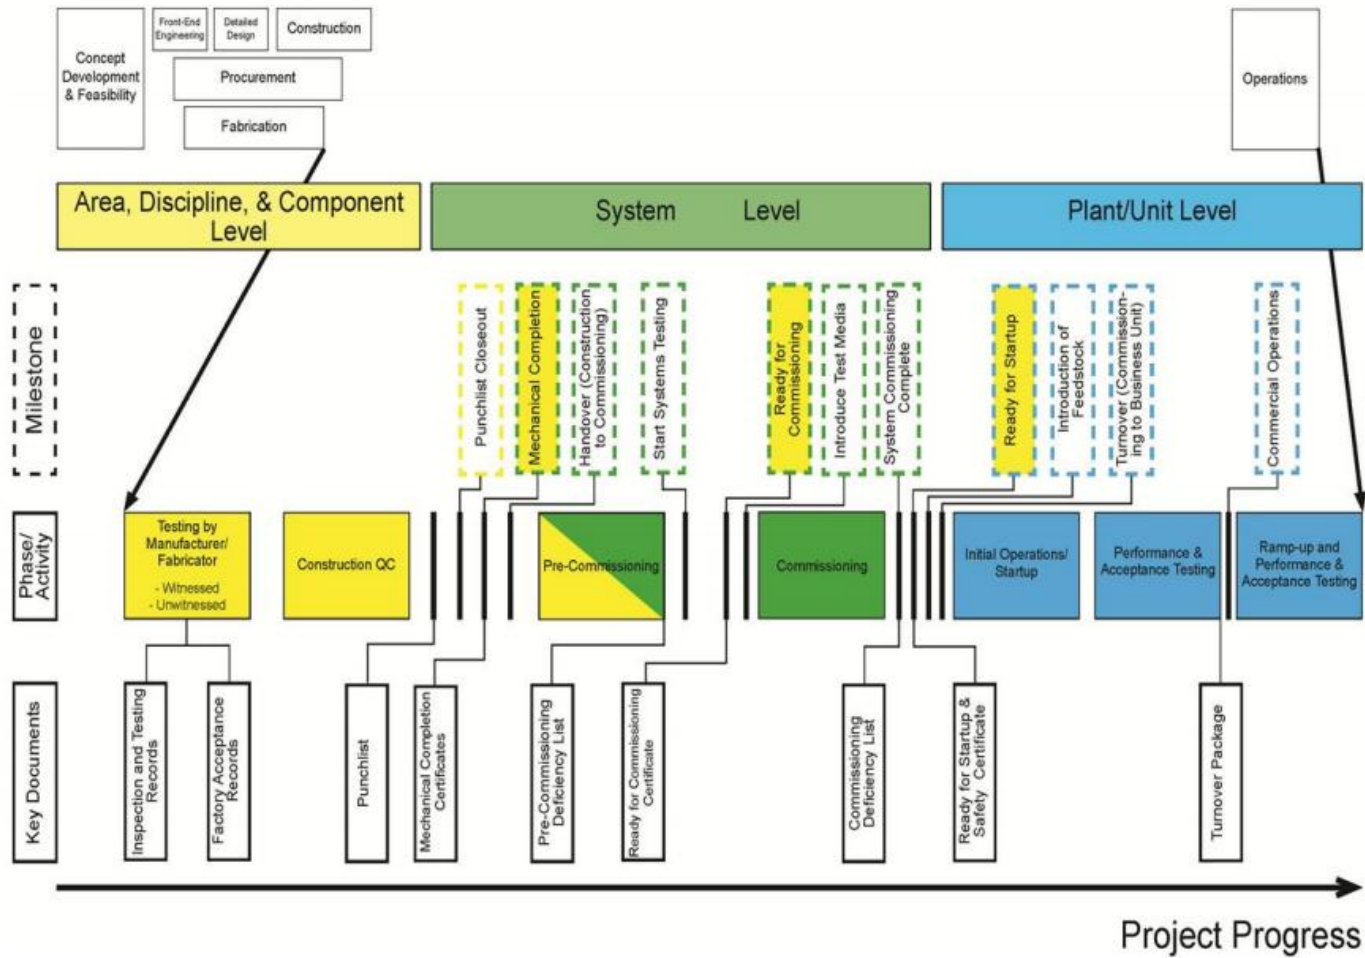 Concept
Development
& Feasibility
Front-End
Engineering
Detailed
Design
Construction
Procurement
Fabrication
Operations
Area, Discipline, & Component
Level
System Level
Plant/Unit Level
Milestone
Punchlist Closeout
Mechanical Completion
Handover (Construction
to Commissioning)
Start Systems Testing
Ready for
Commissioning
Introduce Test Media
System Commissioning
Complete
Ready for Startup
Introduction of
Feedstock
Turnover (Commission-
ing to Business Unit)
Commercial Operations
Phase/
Activity
Testing by
Manufacturer/
Fabricator
- Witnessed
- Unwitnessed
Construction QC
Pre-Commissioning
Commissioning
Initial Operations/
Startup
Performance &
Acceptance Testing
Ramp-up and
Performance &
Acceptance Testing
Key Documents
Inspection and Testing
Records
Factory Acceptance
Records
Punchlist
Mechanical Completion
Certificates
Pre-Commissioning
Deficiency List
Ready for Commissioning
Certificate
Commissioning
Deficiency List
Ready for Startup &
Safety Certificate
Turnover Package
Project Progress